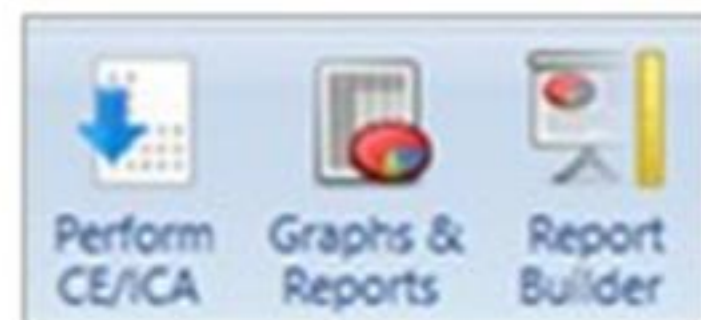 Perform
CE/ICA
Graphs &
Reports
Report
Builder